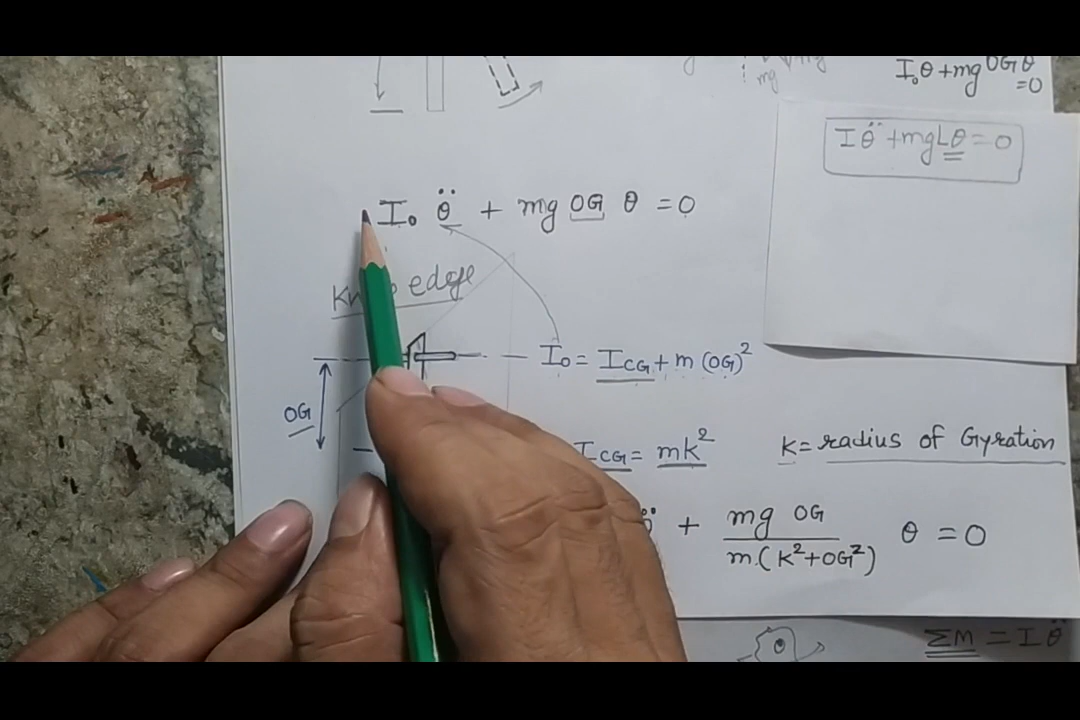 mg
I₀θ + mg OG θ = 0
Iθ̈ + mgLθ = 0
I₀ θ̈ + mg OG θ = 0
edge
I₀ = I_CG + m (OG)²
OG
I_CG = mk²
K = radius of Gyration
θ̈ + mg OG / m.(K² + OG²) θ = 0
ΣM = Iθ̈